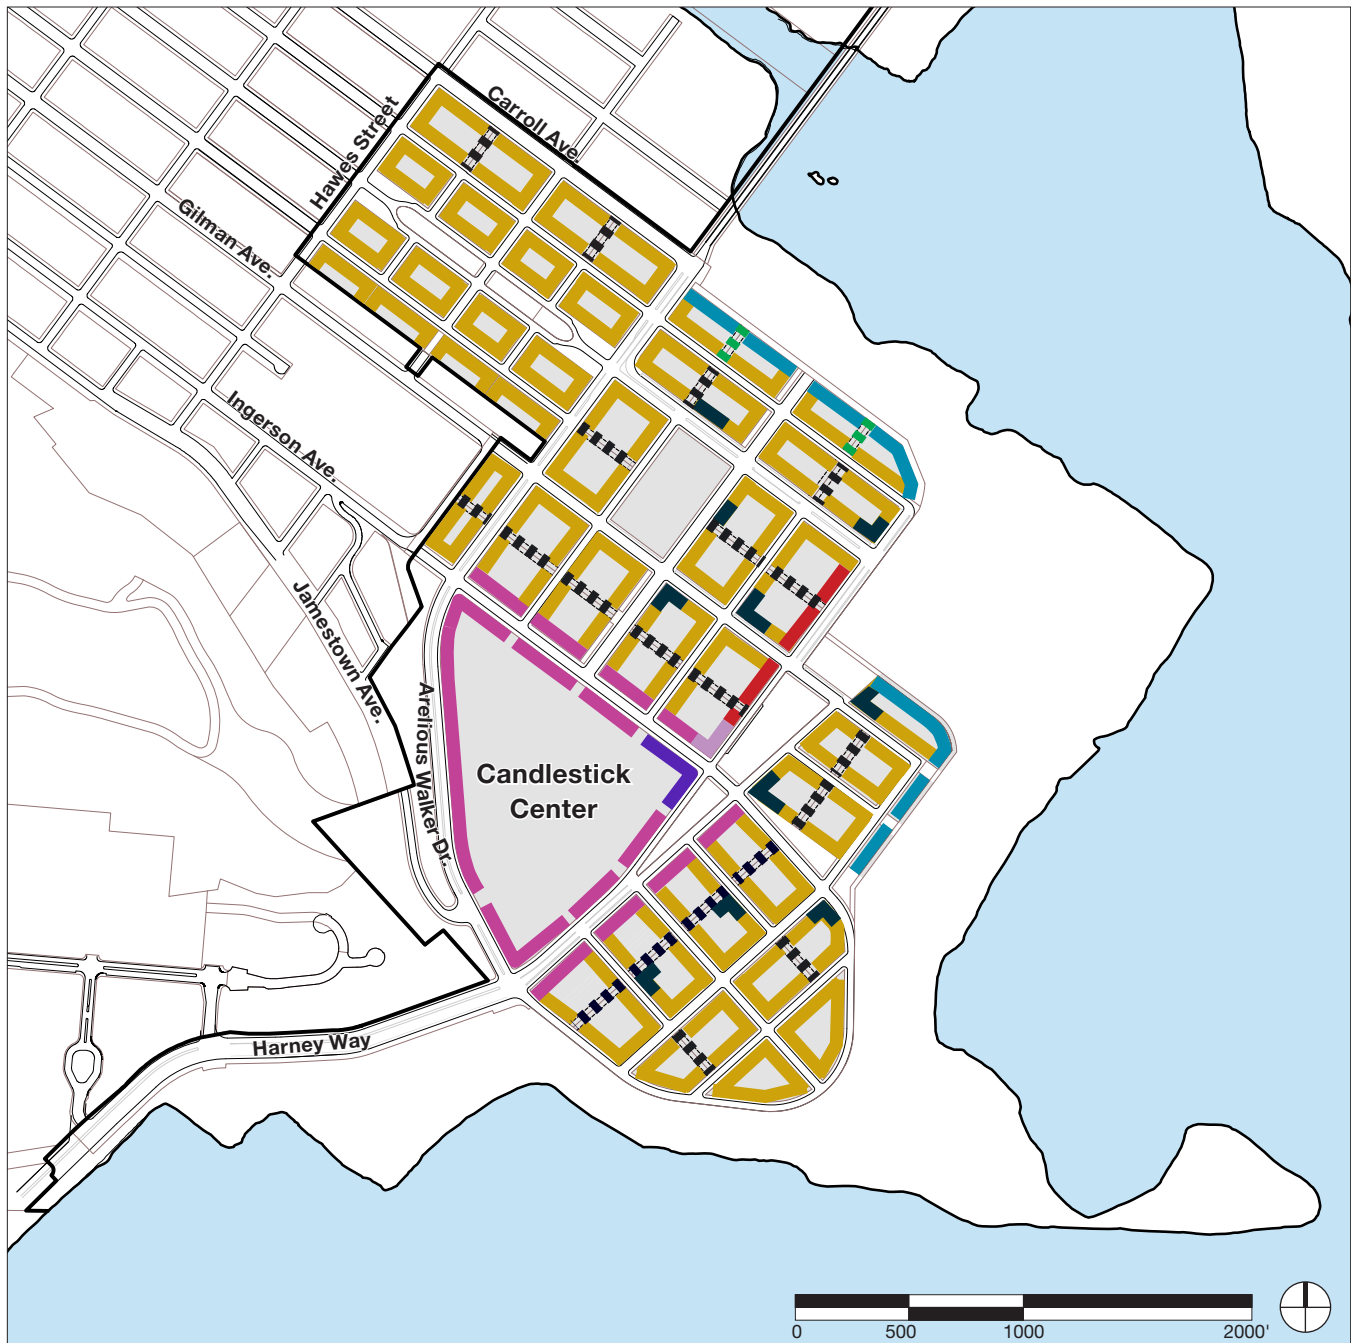 Carroll Ave.
Hawes Street
Gilman Ave.
Ingerson Ave.
Jamestown Ave.
Arelious Walker Dr.
Candlestick
Center
Harney Way
0 500 1000 2000'